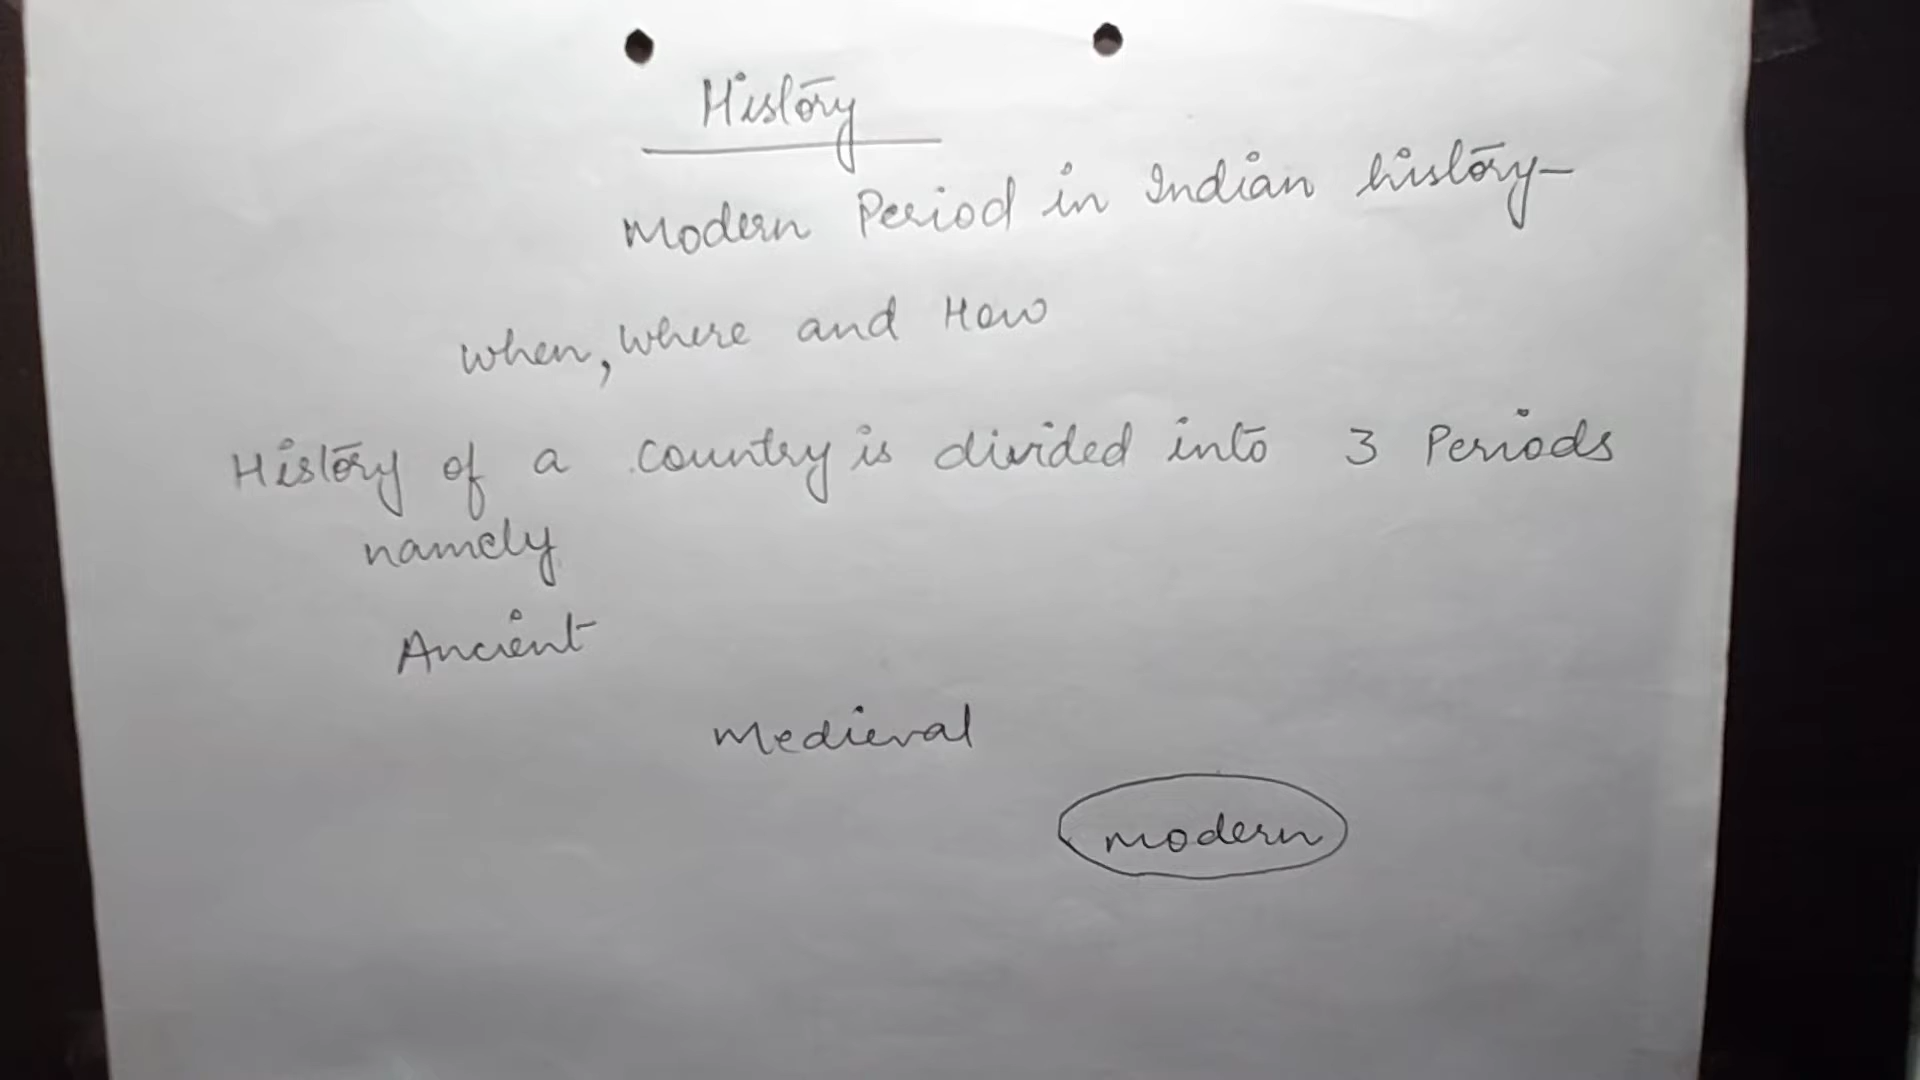 History
Modern Period in Indian history-
when, where and How
History of a country is divided into 3 Periods
namely
Ancient
Medieval
modern